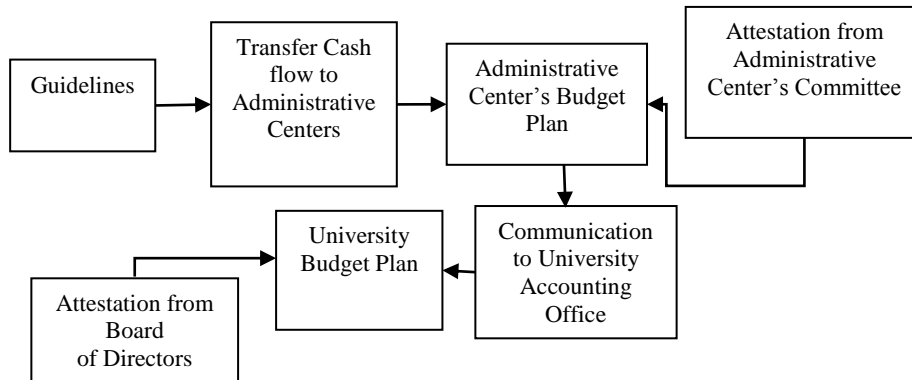 Guidelines
Transfer Cash
flow to
Administrative
Centers
Administrative
Center’s Budget
Plan
Attestation from
Administrative
Center’s Committee
University
Budget Plan
Communication
to University
Accounting
Office
Attestation from
Board
of Directors